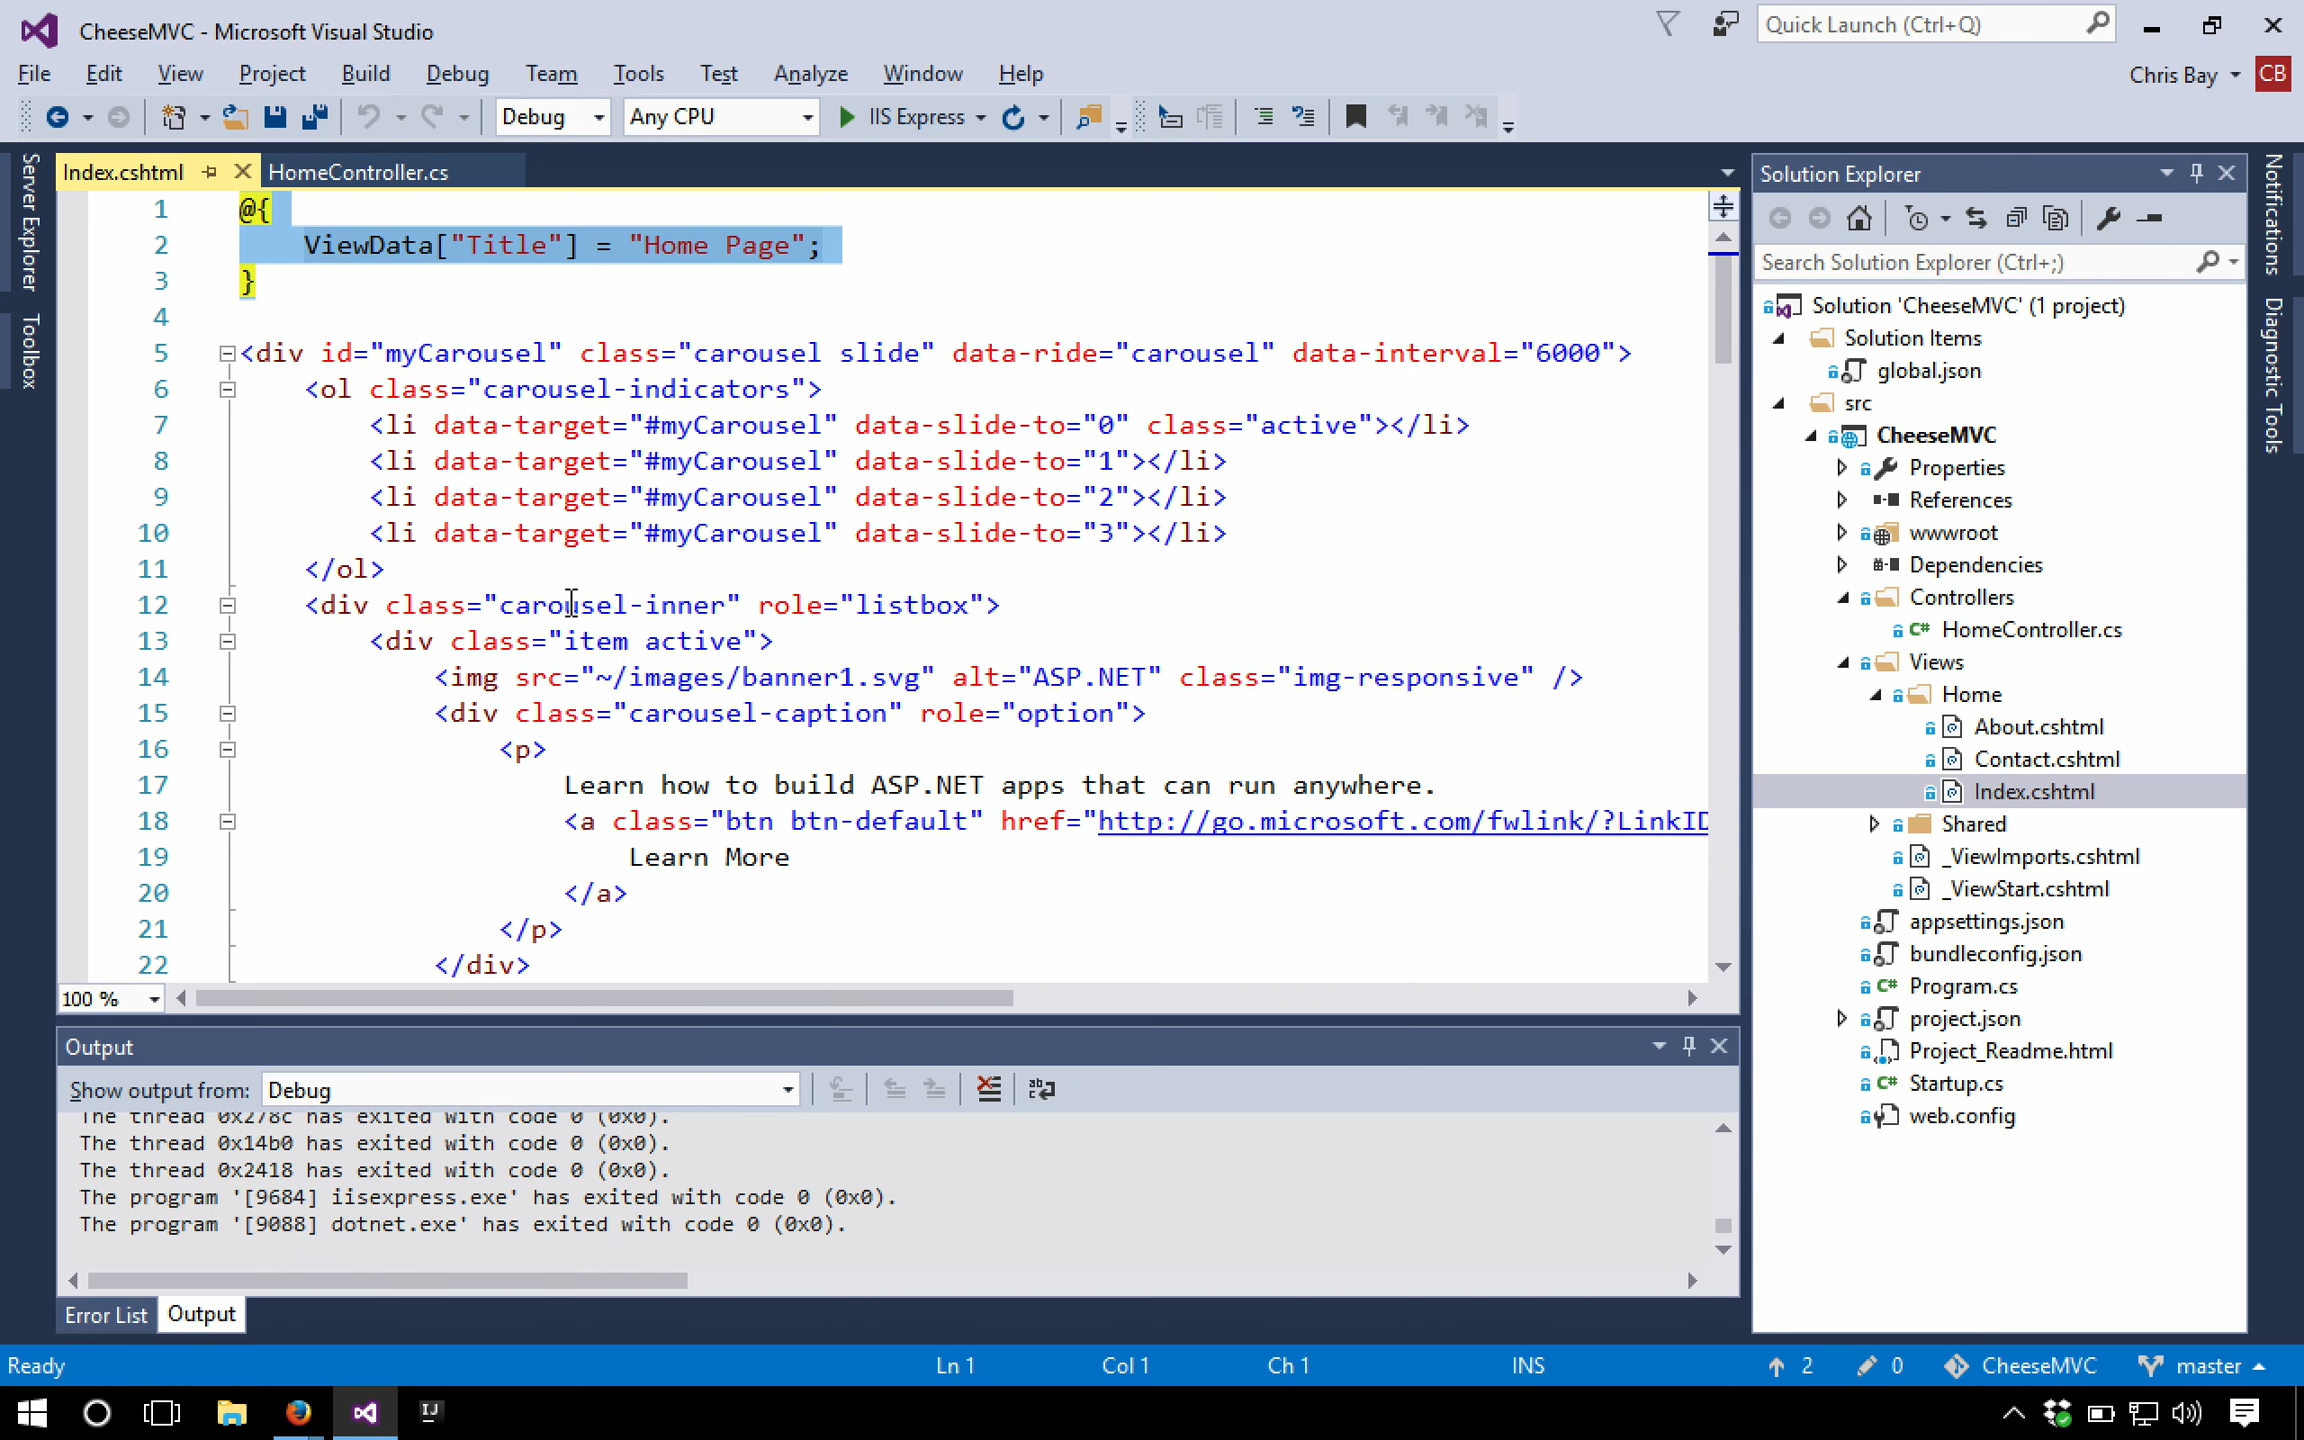 CheeseMVC - Microsoft Visual Studio
Quick Launch (Ctrl+Q)
File Edit View Project Build Debug Team Tools Test Analyze Window Help
Chris Bay CB
Debug Any CPU IIS Express
Server Explorer
Toolbox
Index.cshtml HomeController.cs
1 @{
2 ViewData["Title"] = "Home Page";
3 }
4
5 <div id="myCarousel" class="carousel slide" data-ride="carousel" data-interval="6000">
6 <ol class="carousel-indicators">
7 <li data-target="#myCarousel" data-slide-to="0" class="active"></li>
8 <li data-target="#myCarousel" data-slide-to="1"></li>
9 <li data-target="#myCarousel" data-slide-to="2"></li>
10 <li data-target="#myCarousel" data-slide-to="3"></li>
11 </ol>
12 <div class="carousel-inner" role="listbox">
13 <div class="item active">
14 <img src="~/images/banner1.svg" alt="ASP.NET" class="img-responsive" />
15 <div class="carousel-caption" role="option">
16 <p>
17 Learn how to build ASP.NET apps that can run anywhere.
18 <a class="btn btn-default" href="http://go.microsoft.com/fwlink/?LinkID
19 Learn More
20 </a>
21 </p>
22 </div>
100 %
Output
Show output from: Debug
The thread 0x278c has exited with code 0 (0x0).
The thread 0x14b0 has exited with code 0 (0x0).
The thread 0x2418 has exited with code 0 (0x0).
The program '[9684] iisexpress.exe' has exited with code 0 (0x0).
The program '[9088] dotnet.exe' has exited with code 0 (0x0).
Error List Output
Solution Explorer
Search Solution Explorer (Ctrl+;)
Solution 'CheeseMVC' (1 project)
Solution Items
global.json
src
CheeseMVC
Properties
References
wwwroot
Dependencies
Controllers
C# HomeController.cs
Views
Home
About.cshtml
Contact.cshtml
Index.cshtml
Shared
_ViewImports.cshtml
_ViewStart.cshtml
appsettings.json
bundleconfig.json
C# Program.cs
project.json
Project_Readme.html
C# Startup.cs
web.config
Notifications
Diagnostic Tools
Ready Ln 1 Col 1 Ch 1 INS 2 0 CheeseMVC master
IJ